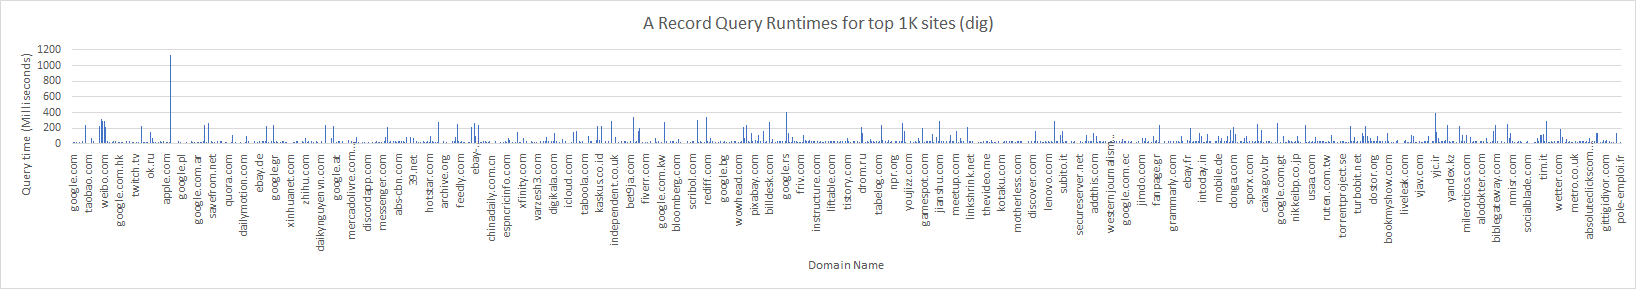 A Record Query Runtimes for top 1K sites (dig)
Query time (Milliseconds)
1200
1000
800
600
400
200
0
google.com
taobao.com
weibo.com
google.com.hk
twitch.tv
ok.ru
apple.com
google.pl
google.com.ar
savefrom.net
quora.com
dailymotion.com
ebay.de
google.gr
xinhuanet.com
zhihu.com
daikynguyenvn.com
google.at
mercadolivre.com…
discordapp.com
messenger.com
abs-cbn.com
39.net
hotstar.com
archive.org
feedly.com
ebay-…
chinadaily.com.cn
espncricinfo.com
xfinity.com
varzesh3.com
digikala.com
icloud.com
taboola.com
kaskus.co.id
independent.co.uk
bet9ja.com
fiverr.com
google.com.kw
bloomberg.com
scribol.com
rediff.com
google.bg
wowhead.com
pixabay.com
billdesk.com
google.rs
friv.com
instructure.com
liftable.com
tistory.com
drom.ru
tabelog.com
npr.org
youjizz.com
gamespot.com
jianshu.com
meetup.com
linkshrink.net
thevideo.me
kotaku.com
motherless.com
discover.com
lenovo.com
subito.it
secureserver.net
addthis.com
westernjournalism…
google.com.ec
jimdo.com
fanpage.gr
grammarly.com
ebay.fr
intoday.in
mobile.de
donga.com
sporx.com
caixa.gov.br
google.com.gt
nikkeibp.co.jp
usaa.com
ruten.com.tw
torrentproject.se
turbobit.net
doctor.org
bookmyshow.com
liveleak.com
vjav.com
yjc.ir
yandex.kz
milenioticos.com
alodokter.com
biblegateway.com
nmisr.com
socialblade.com
tim.it
wetter.com
metro.co.uk
absoluteclickscom…
gittigidiyor.com
pole-emploi.fr
Domain Name